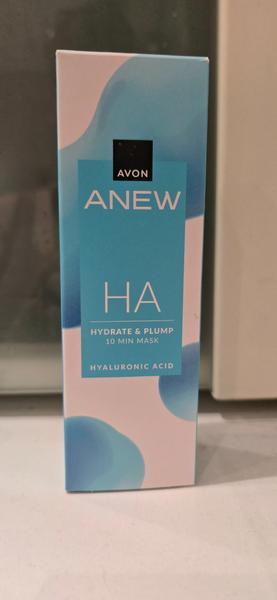 AVON
ANEW
HA
HYDRATE & PLUMP
10 MIN MASK
HYALURONIC ACID